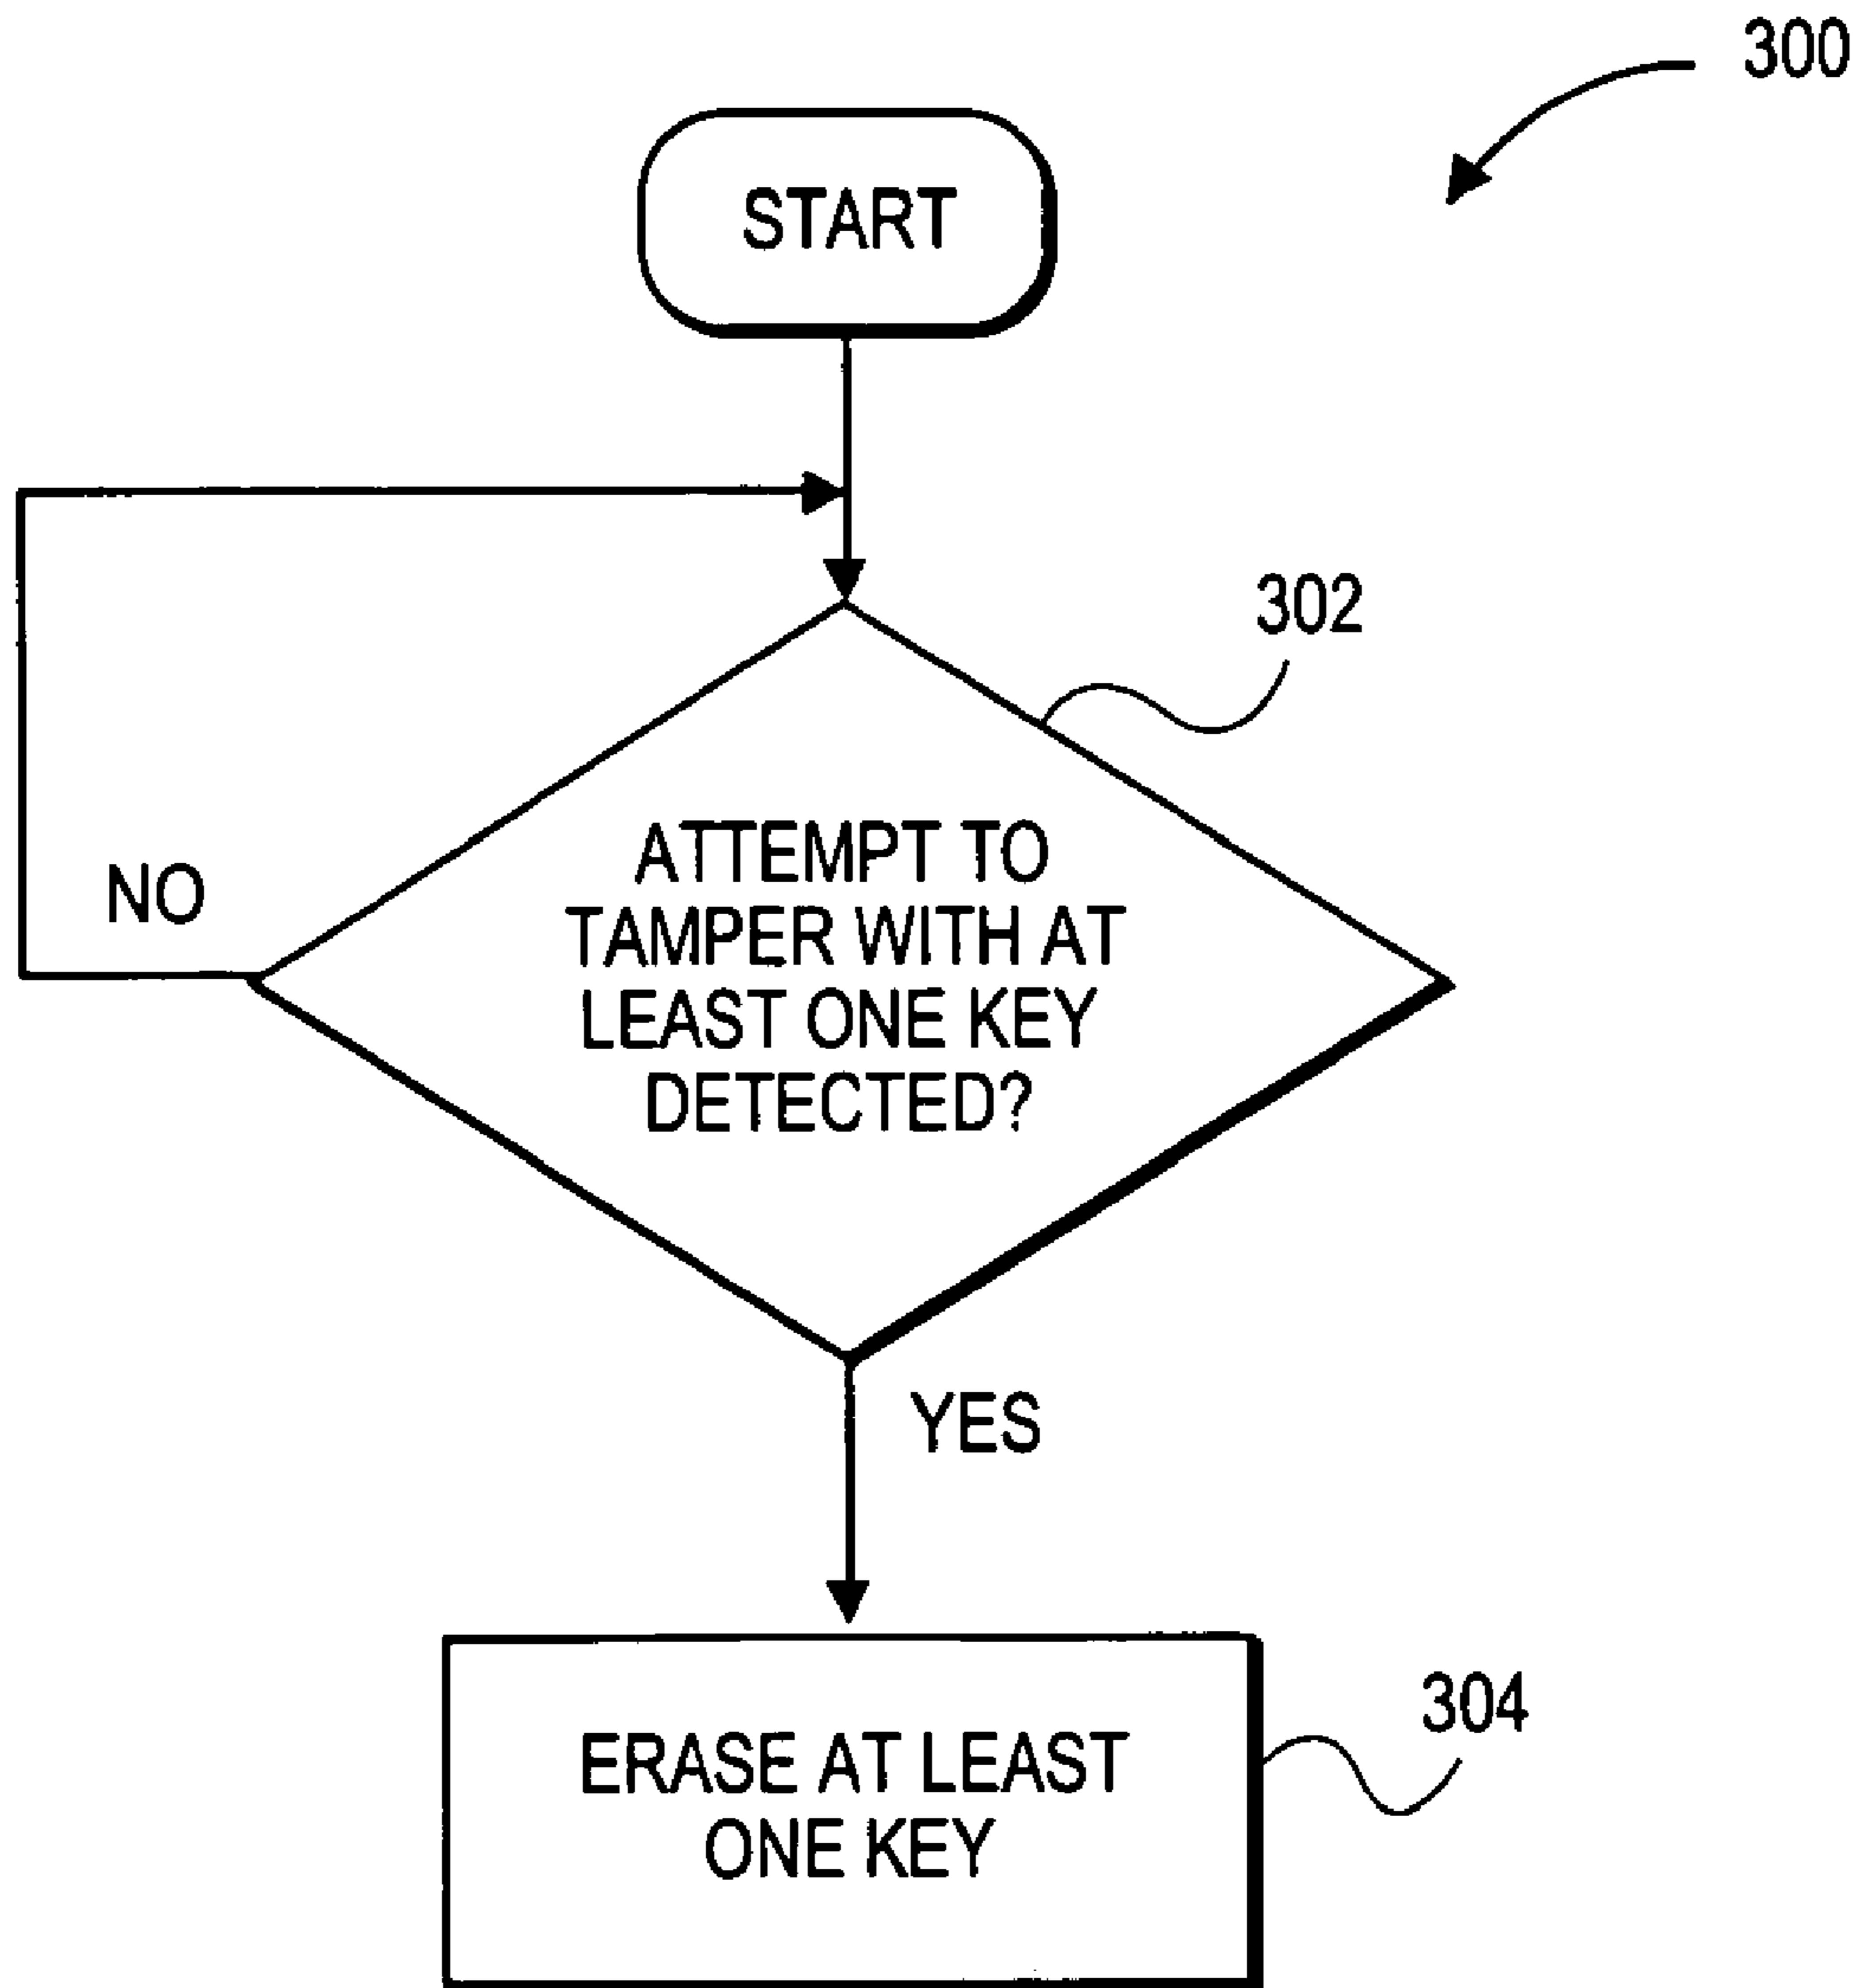 300
START
302
NO
ATTEMPT TO
TAMPER WITH AT
LEAST ONE KEY
DETECTED?
YES
304
ERASE AT LEAST
ONE KEY